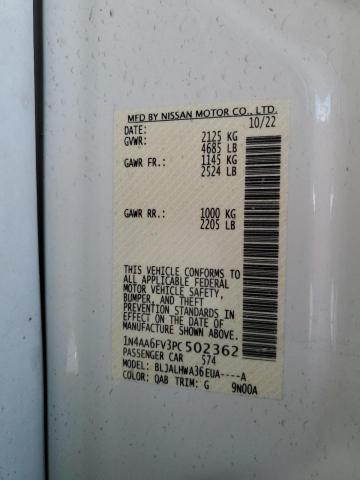 MFD BY NISSAN MOTOR CO., LTD.
DATE: 10/22
GVWR: 2125 KG
4685 LB
GAWR FR.: 1145 KG
2524 LB
GAWR RR.: 1000 KG
2205 LB
THIS VEHICLE CONFORMS TO
ALL APPLICABLE FEDERAL
MOTOR VEHICLE SAFETY,
BUMPER, AND THEFT
PREVENTION STANDARDS IN
EFFECT ON THE DATE OF
MANUFACTURE SHOWN ABOVE.
1N4AA6FV3PC502362
PASSENGER CAR S74
MODEL: BLJALHWA36EUA----A
COLOR: QAB TRIM: G 9N00A